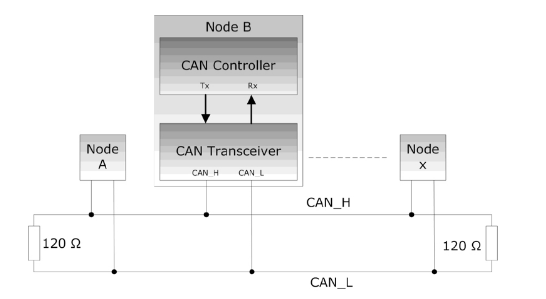 Node B
CAN Controller
Tx Rx
Node
A
CAN Transceiver
CAN_H CAN_L
Node
x
CAN_H
120 Ω
120 Ω
CAN_L